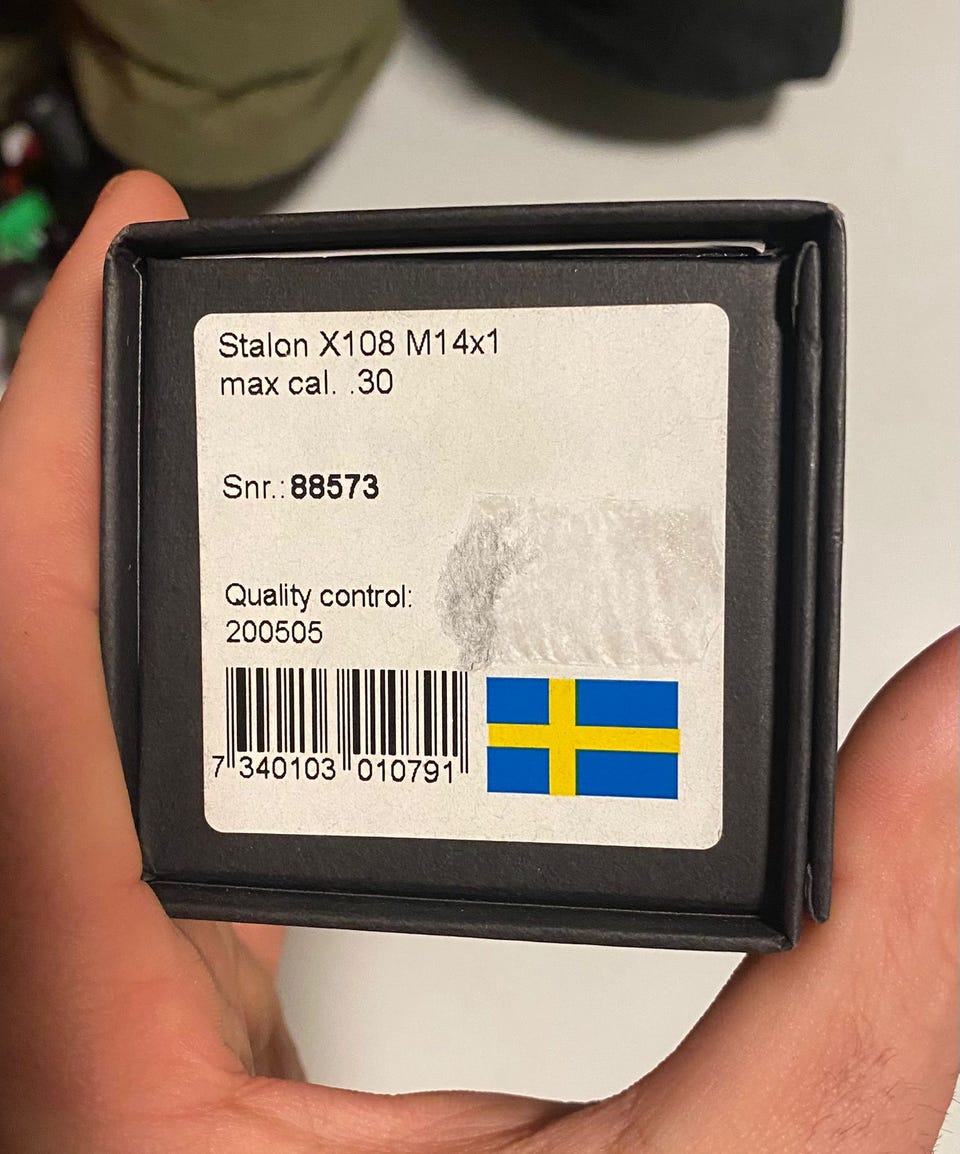 Stalon X108 M14x1
max cal. .30
Snr.: 88573
Quality control:
200505
7 340103 010791